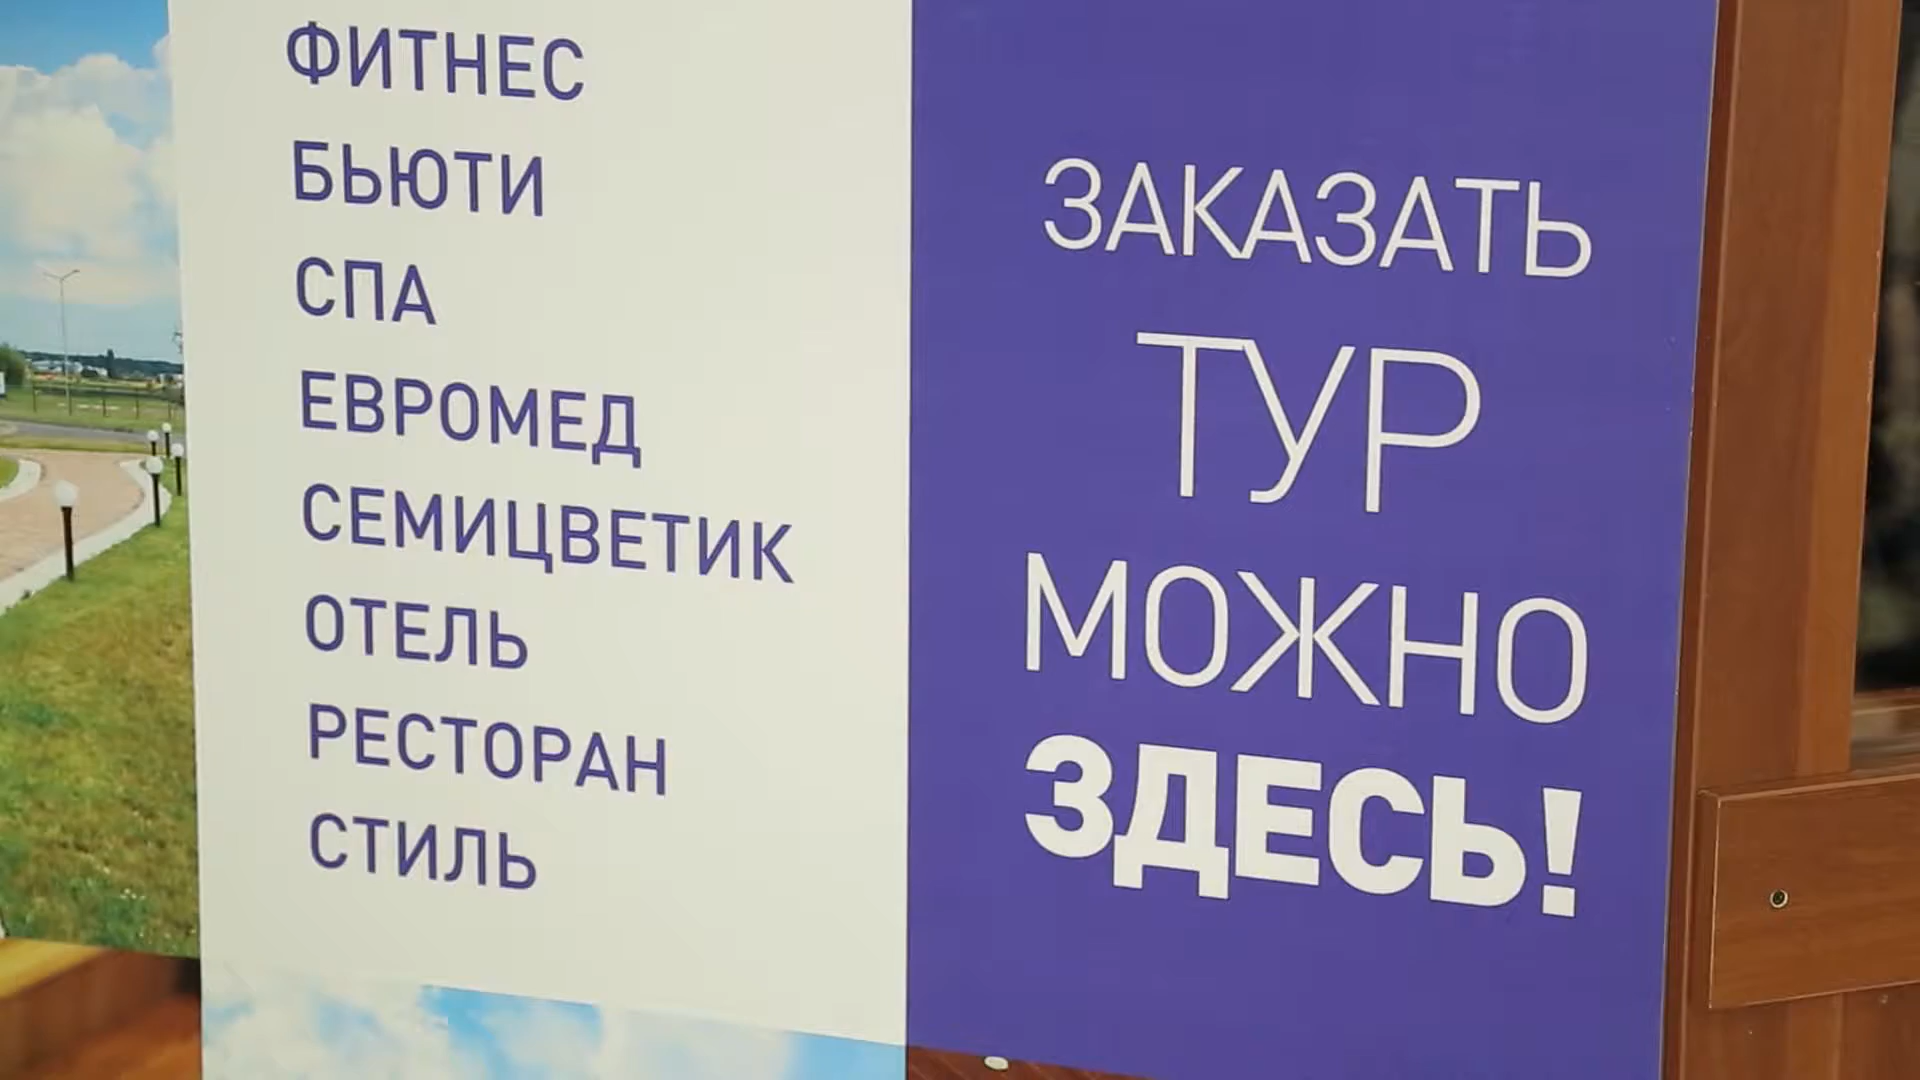 ФИТНЕС
БЬЮТИ
СПА
ЕВРОМЕД
СЕМИЦВЕТИК
ОТЕЛЬ
РЕСТОРАН
СТИЛЬ
ЗАКАЗАТЬ
ТУР
МОЖНО
ЗДЕСЬ!